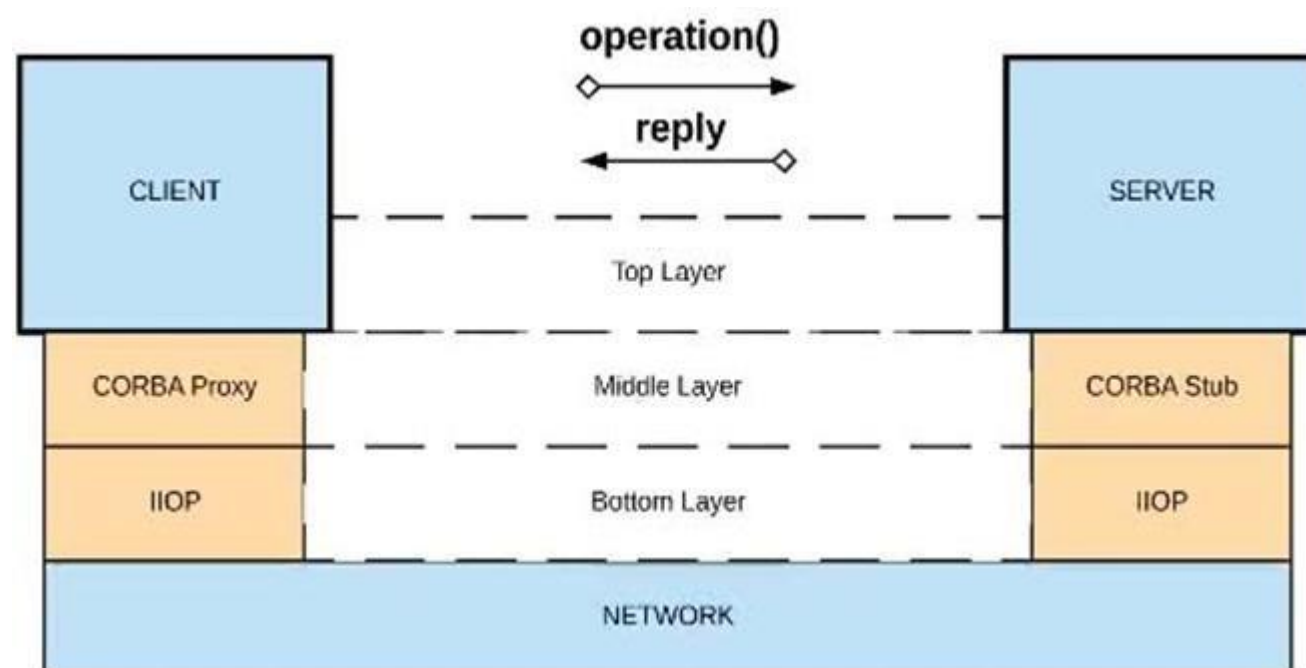 operation()
reply
CLIENT
SERVER
Top Layer
CORBA Proxy
Middle Layer
CORBA Stub
IIOP
Bottom Layer
IIOP
NETWORK